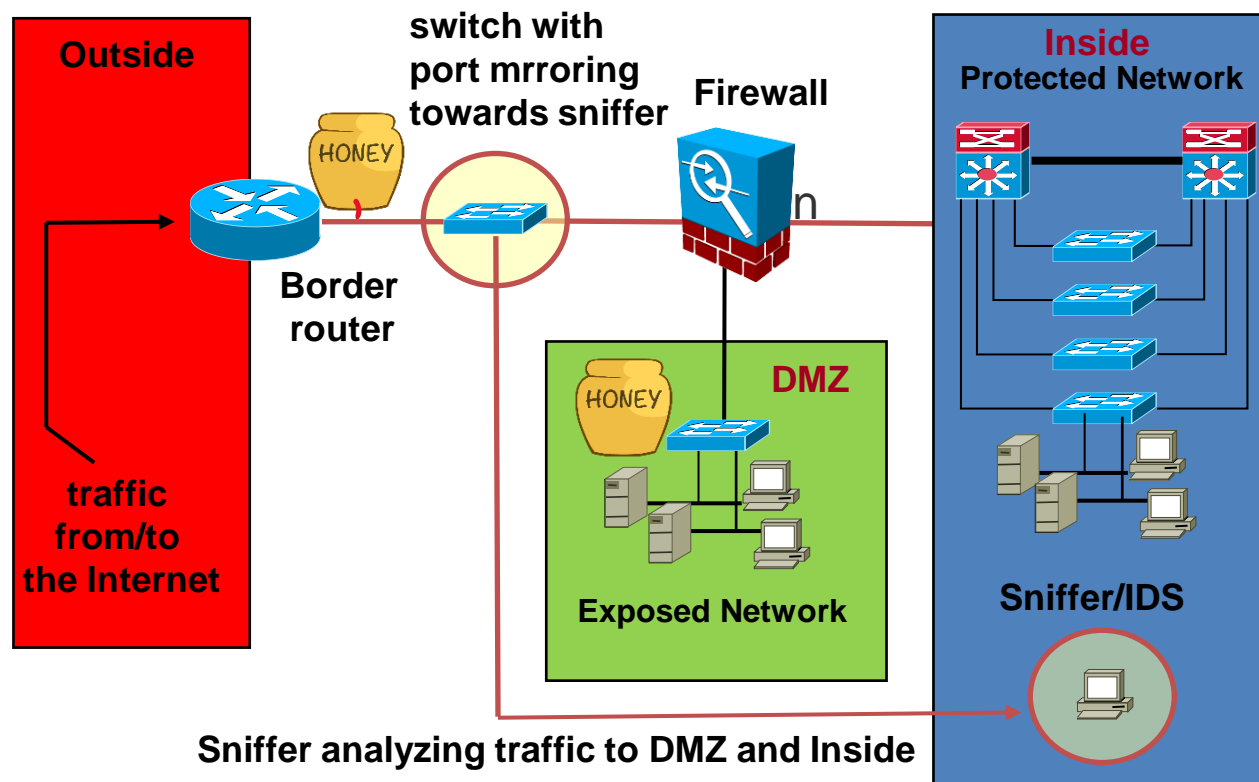 Outside
switch with
port mrroring
towards sniffer
Firewall
Inside
Protected Network
HONEY
n
Border
router
DMZ
HONEY
traffic
from/to
the Internet
Exposed Network
Sniffer/IDS
Sniffer analyzing traffic to DMZ and Inside